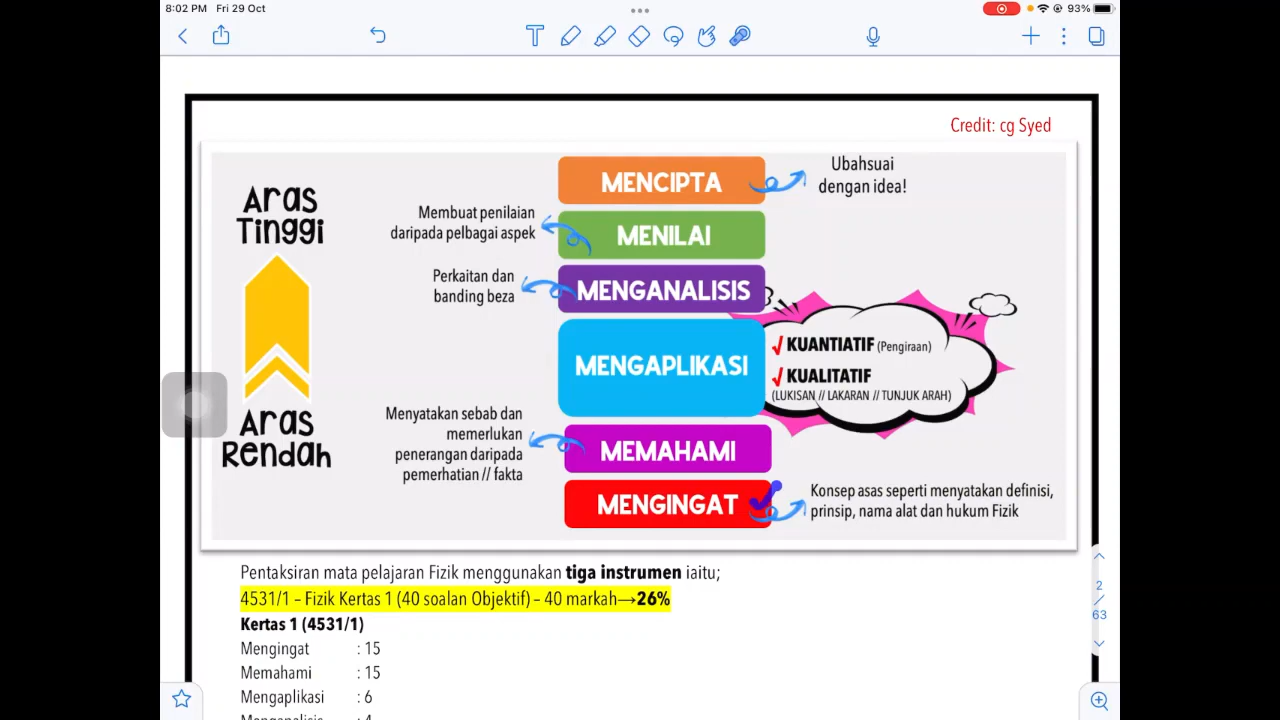 8:02 PM Fri 29 Oct
93%
Credit: cg Syed
Aras
Tinggi
Aras
Rendah
MENCIPTA
Ubahsuai
dengan idea!
Membuat penilaian
daripada pelbagai aspek
MENILAI
Perkaitan dan
banding beza
MENGANALISIS
MENGAPLIKASI
KUANTIATIF (Pengiraan)
KUALITATIF
(LUKISAN // LAKARAN // TUNJUK ARAH)
Menyatakan sebab dan
memerlukan
penerangan daripada
pemerhatian // fakta
MEMAHAMI
MENGINGAT
Konsep asas seperti menyatakan definisi,
prinsip, nama alat dan hukum Fizik
Pentaksiran mata pelajaran Fizik menggunakan tiga instrumen iaitu;
4531/1 – Fizik Kertas 1 (40 soalan Objektif) – 40 markah→26%
Kertas 1 (4531/1)
Mengingat : 15
Memahami : 15
Mengaplikasi : 6
Menganalisis : 4
2
/
63